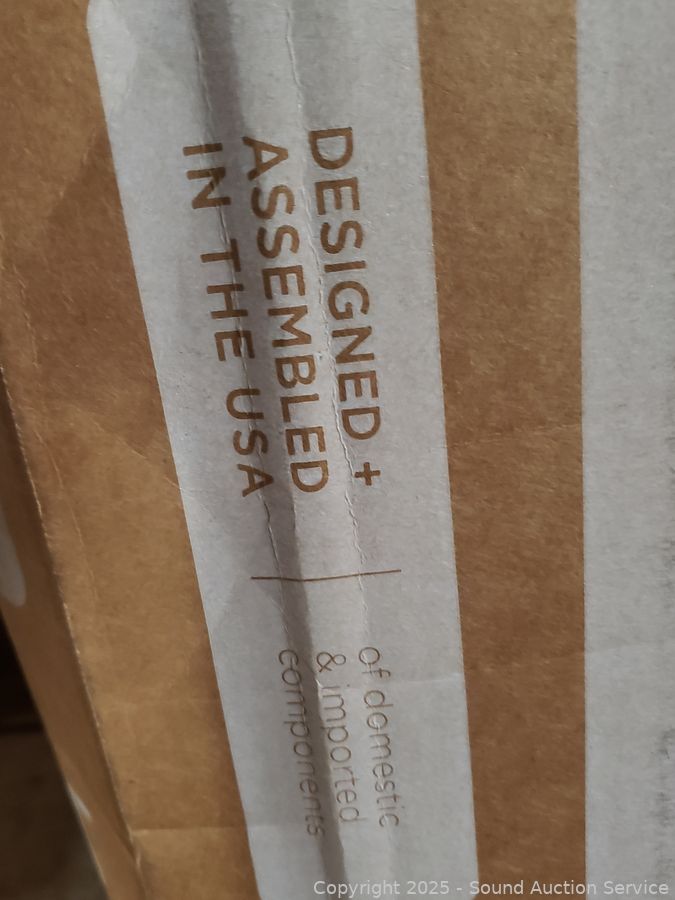 DESIGNED +
ASSEMBLED
IN THE USA
of domestic
& imported
components
Copyright 2025 - Sound Auction Service